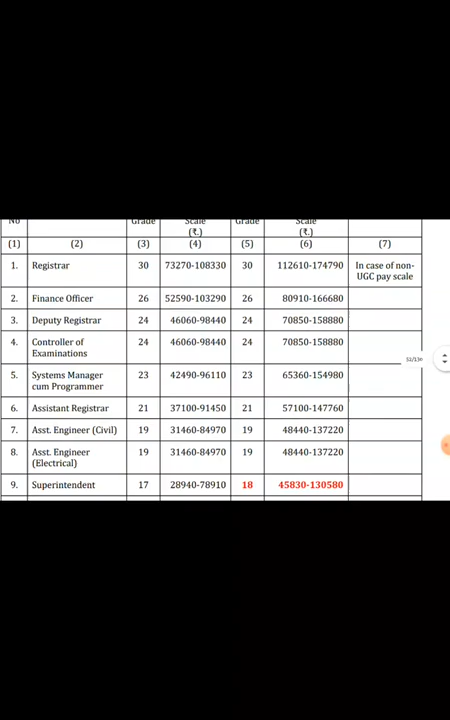 No Grade Scale Grade Scale
(₹.) (₹.)
(1) (2) (3) (4) (5) (6) (7)
1. Registrar 30 73270-108330 30 112610-174790 In case of non-
UGC pay scale
2. Finance Officer 26 52590-103290 26 80910-166680
3. Deputy Registrar 24 46060-98440 24 70850-158880
4. Controller of 24 46060-98440 24 70850-158880
Examinations
5. Systems Manager 23 42490-96110 23 65360-154980
cum Programmer
6. Assistant Registrar 21 37100-91450 21 57100-147760
7. Asst. Engineer (Civil) 19 31460-84970 19 48440-137220
8. Asst. Engineer 19 31460-84970 19 48440-137220
(Electrical)
9. Superintendent 17 28940-78910 18 45830-130580